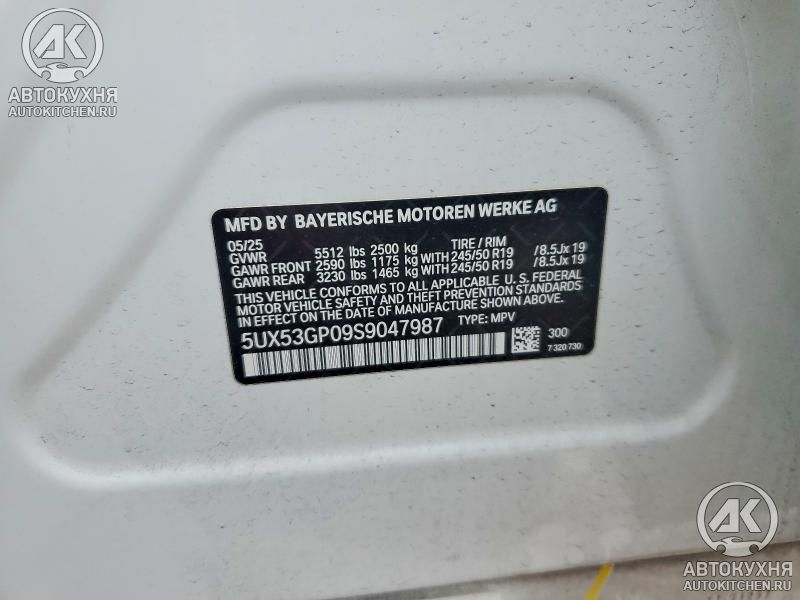 AK
АВТОКУХНЯ
AUTOKITCHEN.RU
MFD BY BAYERISCHE MOTOREN WERKE AG
05/25 TIRE / RIM
GVWR 5512 lbs 2500 kg
GAWR FRONT 2590 lbs 1175 kg WITH 245/50 R19 / 8.5Jx 19
GAWR REAR 3230 lbs 1465 kg WITH 245/50 R19 / 8.5Jx 19
THIS VEHICLE CONFORMS TO ALL APPLICABLE U. S. FEDERAL
MOTOR VEHICLE SAFETY AND THEFT PREVENTION STANDARDS
IN EFFECT ON THE DATE OF MANUFACTURE SHOWN ABOVE.
5UX53GP09S9047987 TYPE: MPV
300
7 320 730
AK
АВТОКУХНЯ
AUTOKITCHEN.RU